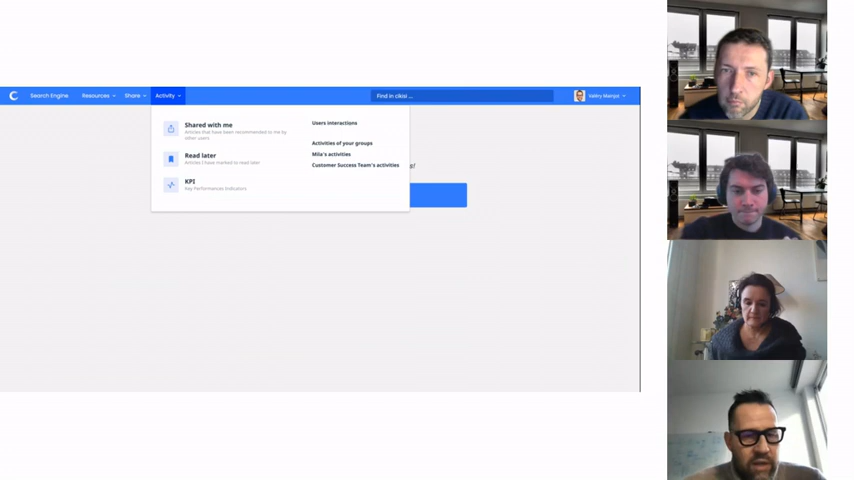 Search Engine Resources Share Activity Find in cikisi ... Valéry Mainjot
Shared with me
Articles that have been recommended to me by
other users
Read later
Articles I have marked to read later
KPI
Key Performances Indicators
Users interactions
Activities of your groups
Mila's activities
Customer Success Team's activities
s!